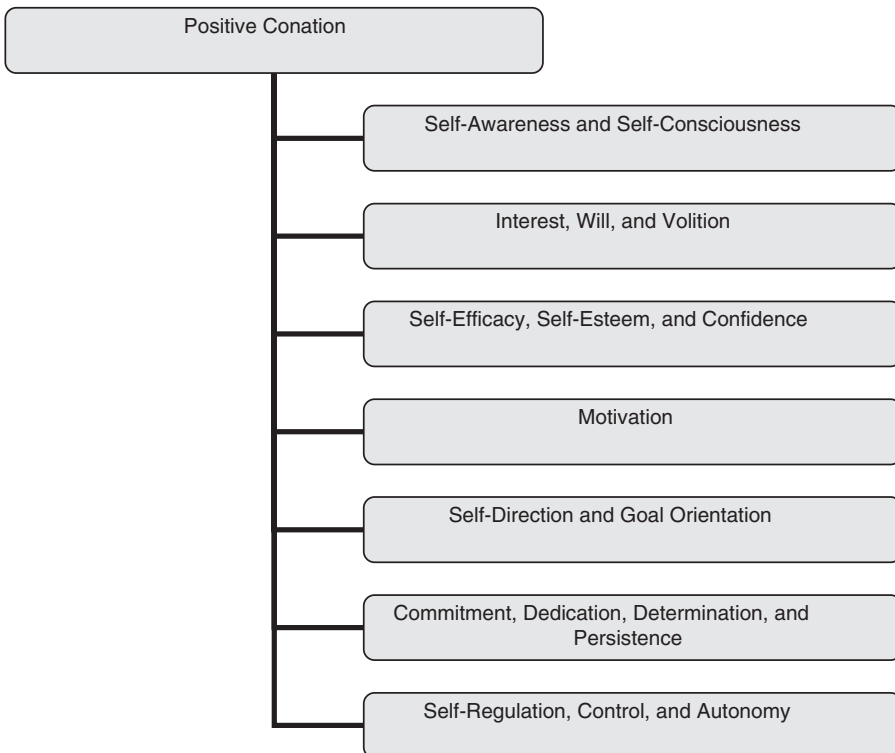 Positive Conation
Self-Awareness and Self-Consciousness
Interest, Will, and Volition
Self-Efficacy, Self-Esteem, and Confidence
Motivation
Self-Direction and Goal Orientation
Commitment, Dedication, Determination, and
Persistence
Self-Regulation, Control, and Autonomy